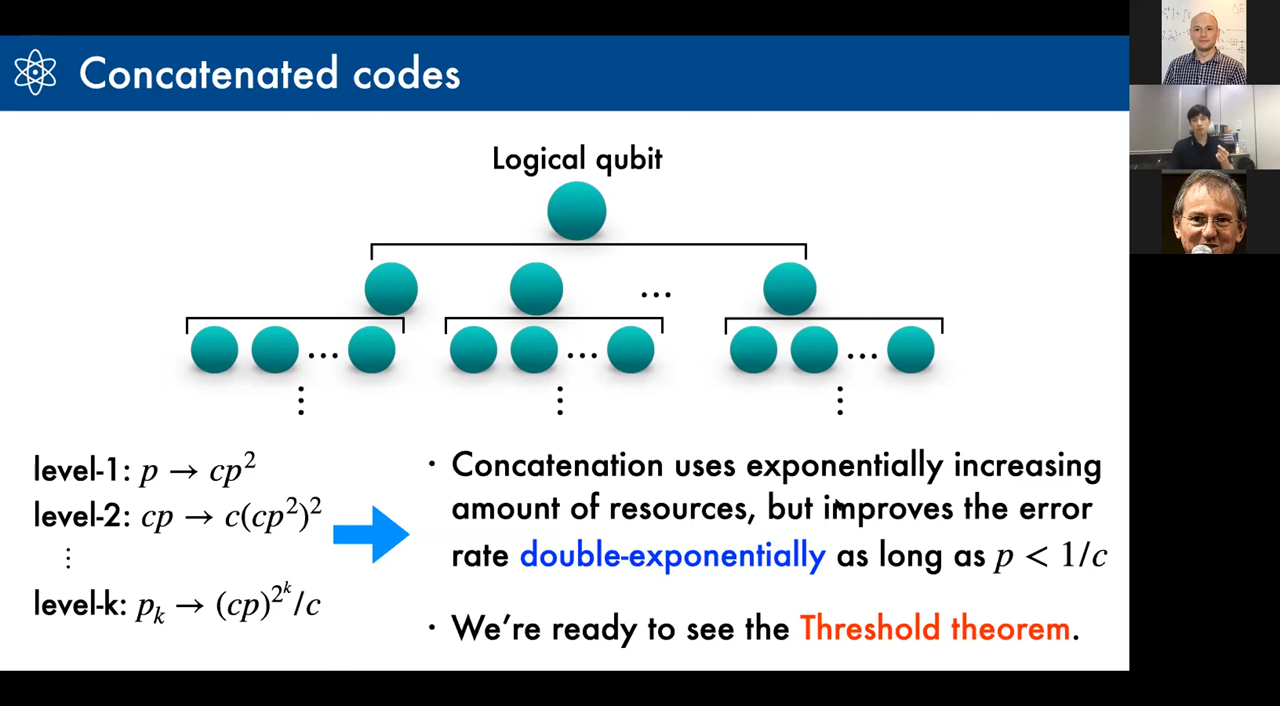 Concatenated codes
Logical qubit
...
... ... ...
⋮ ⋮ ⋮
level-1: p → cp²
level-2: cp → c(cp²)²
⋮
level-k: pₖ → (cp)^{2^k}/c
· Concatenation uses exponentially increasing
amount of resources, but improves the error
rate double-exponentially as long as p < 1/c
· We're ready to see the Threshold theorem.